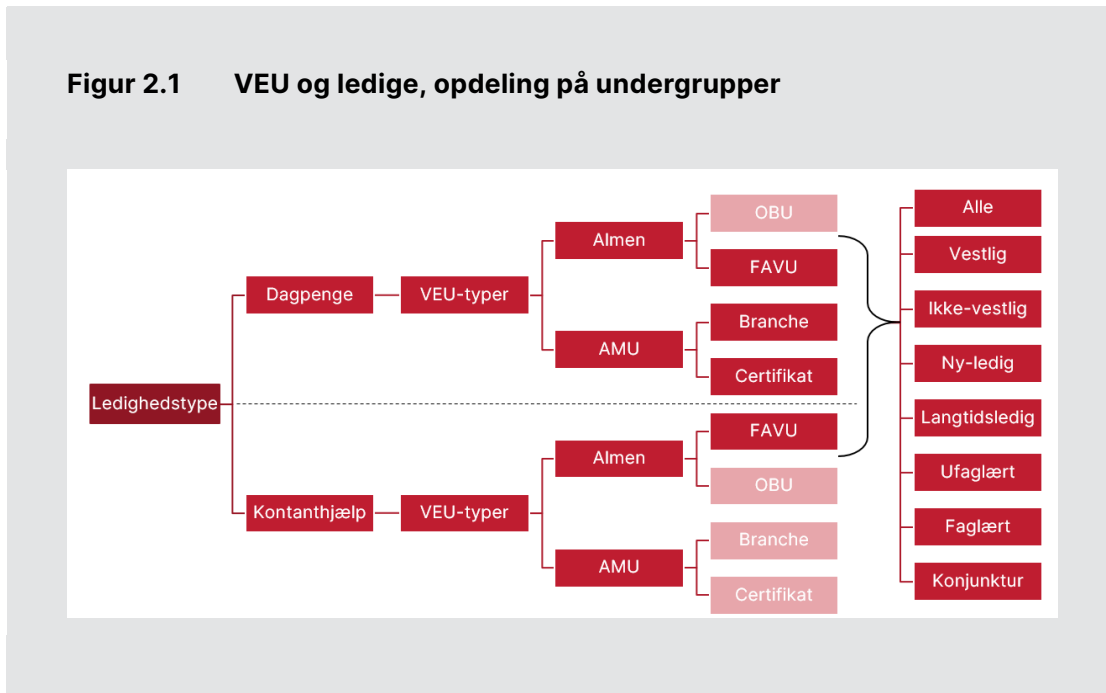 Figur 2.1 VEU og ledige, opdeling på undergrupper
Ledighedstype
Dagpenge
VEU-typer
Almen
OBU
FAVU
AMU
Branche
Certifikat
Kontanthjælp
VEU-typer
Almen
FAVU
OBU
AMU
Branche
Certifikat
Alle
Vestlig
Ikke-vestlig
Ny-ledig
Langtidsledig
Ufaglært
Faglært
Konjunktur